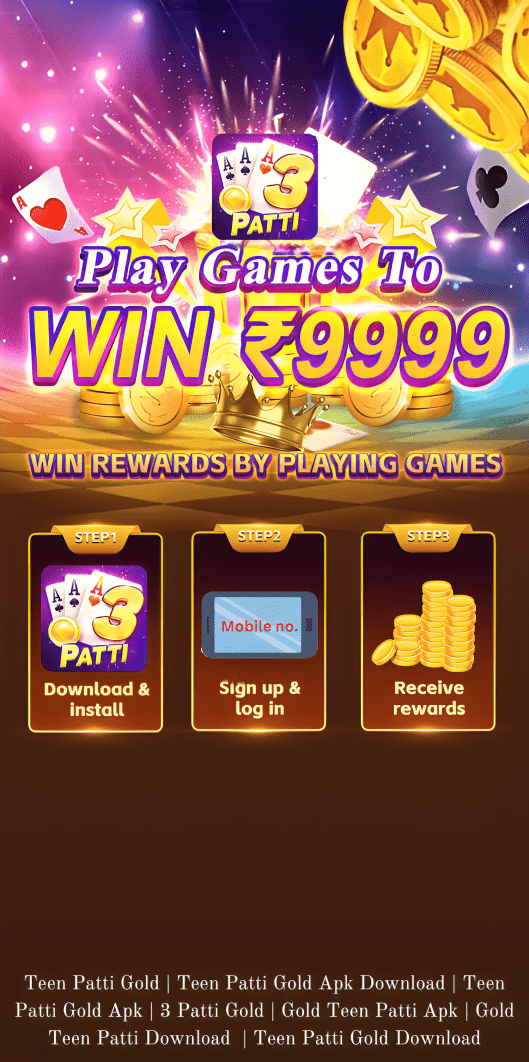 A A A 3
PATTI
A
Play Games To
WIN ₹9999
WIN REWARDS BY PLAYING GAMES
STEP1
STEP2
STEP3
A A A 3
PATTI
Mobile no.
Download &
install
Sign up &
log in
Receive
rewards
Teen Patti Gold | Teen Patti Gold Apk Download | Teen
Patti Gold Apk | 3 Patti Gold | Gold Teen Patti Apk | Gold
Teen Patti Download | Teen Patti Gold Download